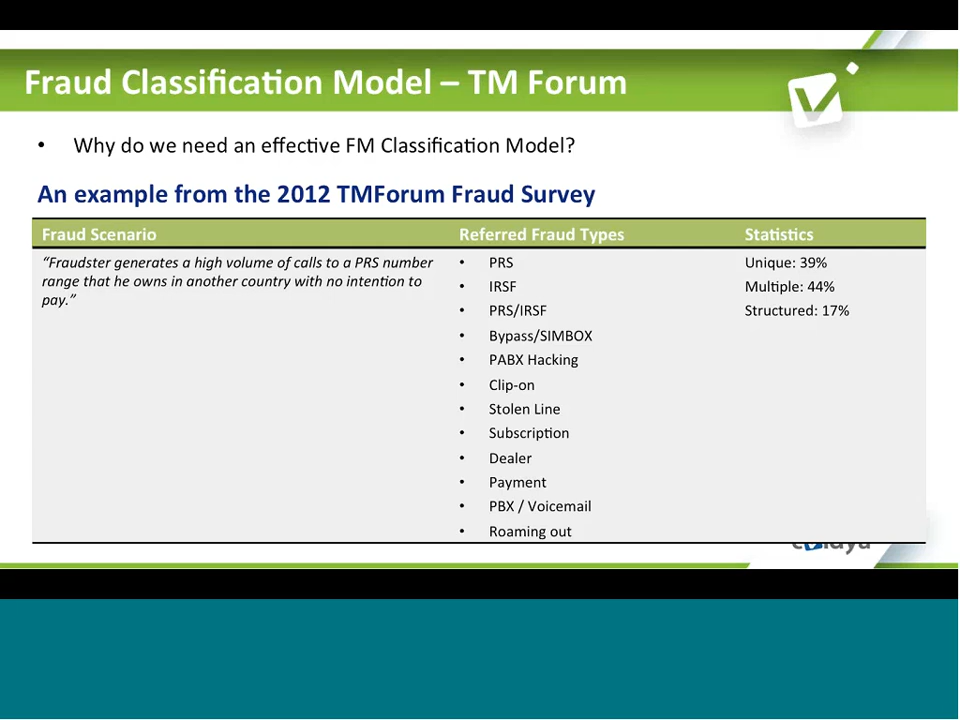 Fraud Classification Model – TM Forum
• Why do we need an effective FM Classification Model?
An example from the 2012 TMForum Fraud Survey
Fraud Scenario Referred Fraud Types Statistics
“Fraudster generates a high volume of calls to a PRS number
range that he owns in another country with no intention to
pay.”
• PRS
• IRSF
• PRS/IRSF
• Bypass/SIMBOX
• PABX Hacking
• Clip-on
• Stolen Line
• Subscription
• Dealer
• Payment
• PBX / Voicemail
• Roaming out
Unique: 39%
Multiple: 44%
Structured: 17%